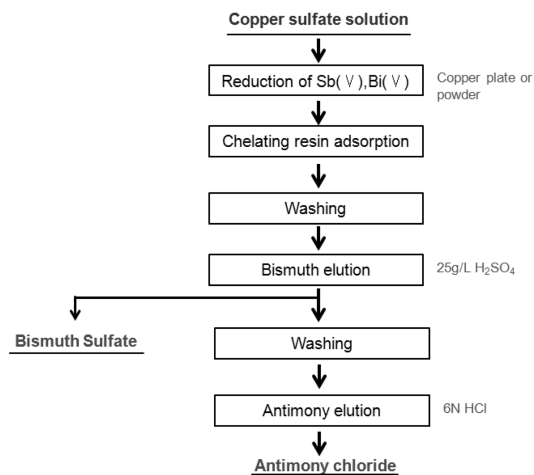 Copper sulfate solution
Reduction of Sb(Ⅴ),Bi(Ⅴ)
Copper plate or
powder
Chelating resin adsorption
Washing
Bismuth elution
25g/L H₂SO₄
Bismuth Sulfate
Washing
Antimony elution
6N HCl
Antimony chloride